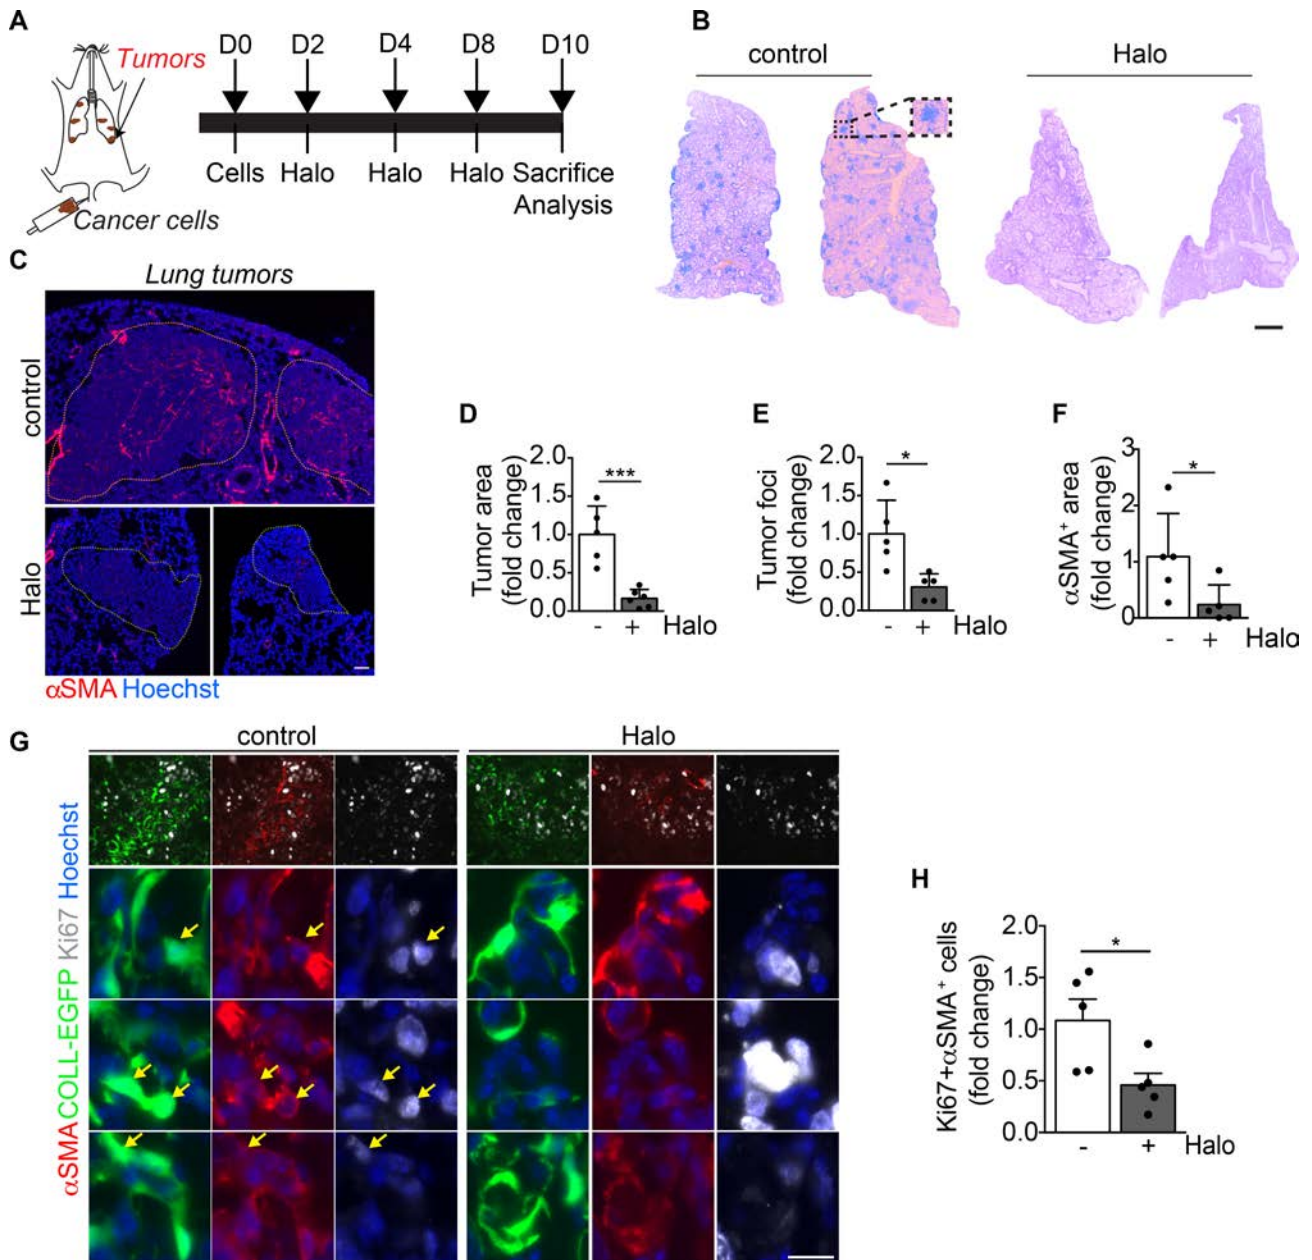 A
Tumors
D0 D2 D4 D8 D10
Cells Halo Halo Halo Sacrifice
Analysis
Cancer cells
B
control Halo
C
Lung tumors
control
Halo
αSMA Hoechst
D
Tumor area
(fold change)
2.0
1.5
1.0
0.5
0.0
***
- + Halo
E
Tumor foci
(fold change)
2.0
1.5
1.0
0.5
0.0
*
- + Halo
F
αSMA⁺ area
(fold change)
3
2
1
0
*
- + Halo
G
control Halo
αSMA COLL-EGFP Ki67 Hoechst
H
Ki67+αSMA⁺ cells
(fold change)
2.0
1.5
1.0
0.5
0.0
*
- + Halo